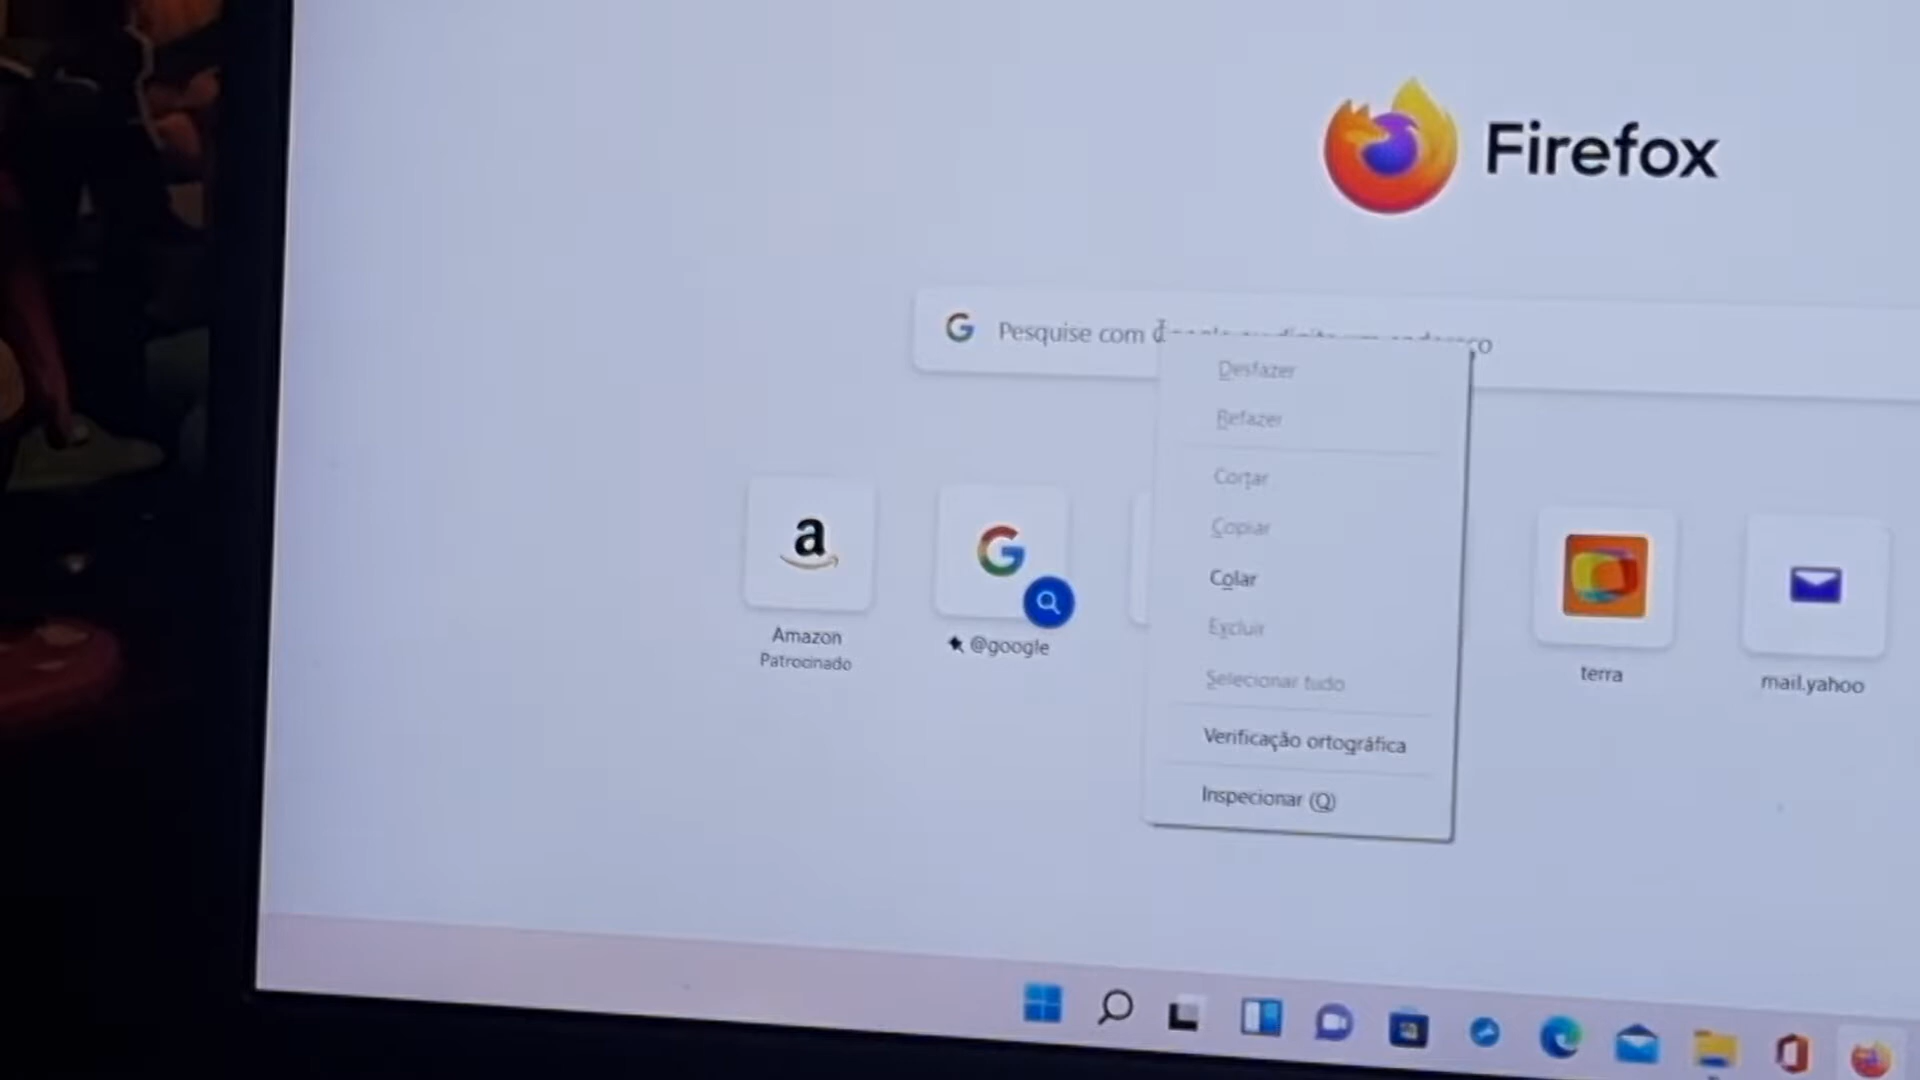 Firefox
Pesquise com
Desfazer
Refazer
Cortar
Copiar
Colar
Excluir
Selecionar tudo
Verificação ortográfica
Inspecionar (Q)
Amazon
Patrocinado
@google
terra
mail.yahoo